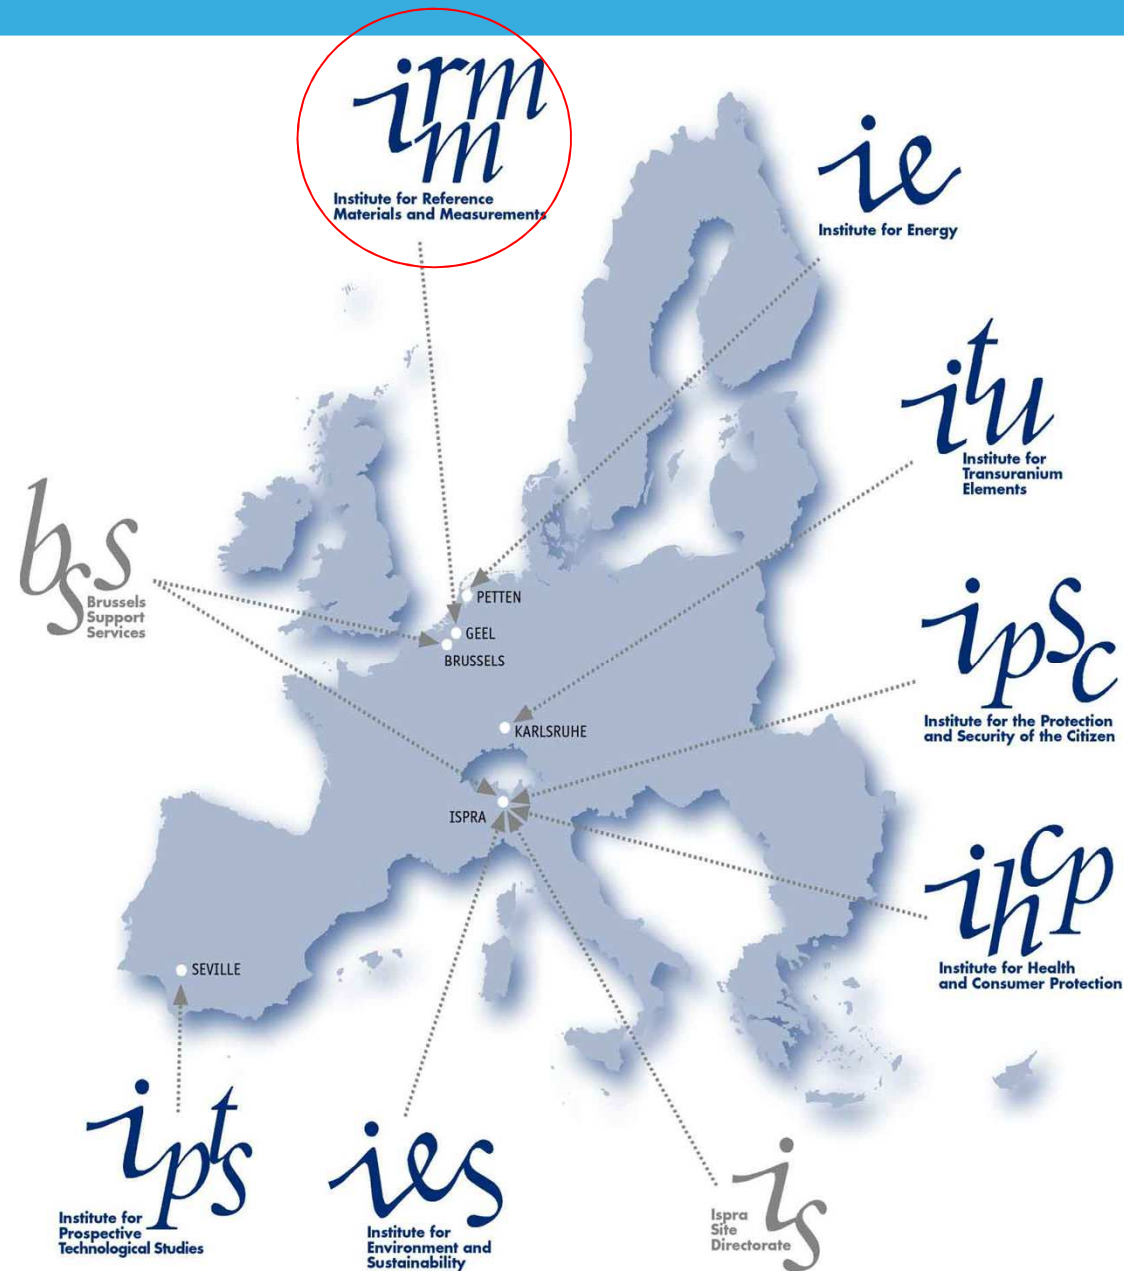 irm
m
Institute for Reference
Materials and Measurements
ie
Institute for Energy
itu
Institute for
Transuranium
Elements
bss
Brussels
Support
Services
ipsc
Institute for the Protection
and Security of the Citizen
PETTEN
GEEL
BRUSSELS
KARLSRUHE
ISPRA
SEVILLE
ihcp
Institute for Health
and Consumer Protection
ipts
Institute for
Prospective
Technological Studies
ies
Institute for
Environment and
Sustainability
is
Ispra
Site
Directorate